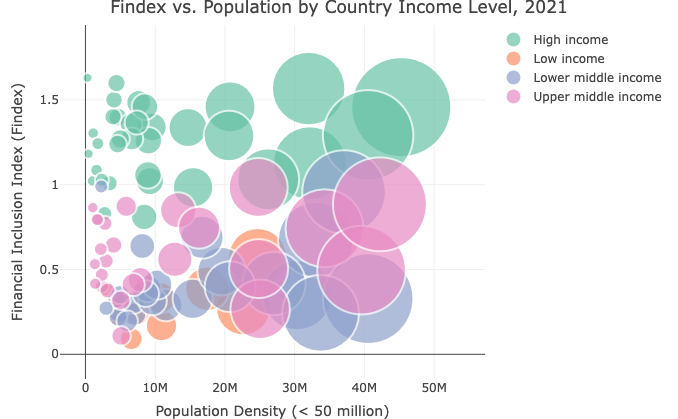 Findex vs. Population by Country Income Level, 2021
High income
Low income
Lower middle income
Upper middle income
Financial Inclusion Index (Findex)
1.5
1
0.5
0
0
10M
20M
30M
40M
50M
Population Density (< 50 million)